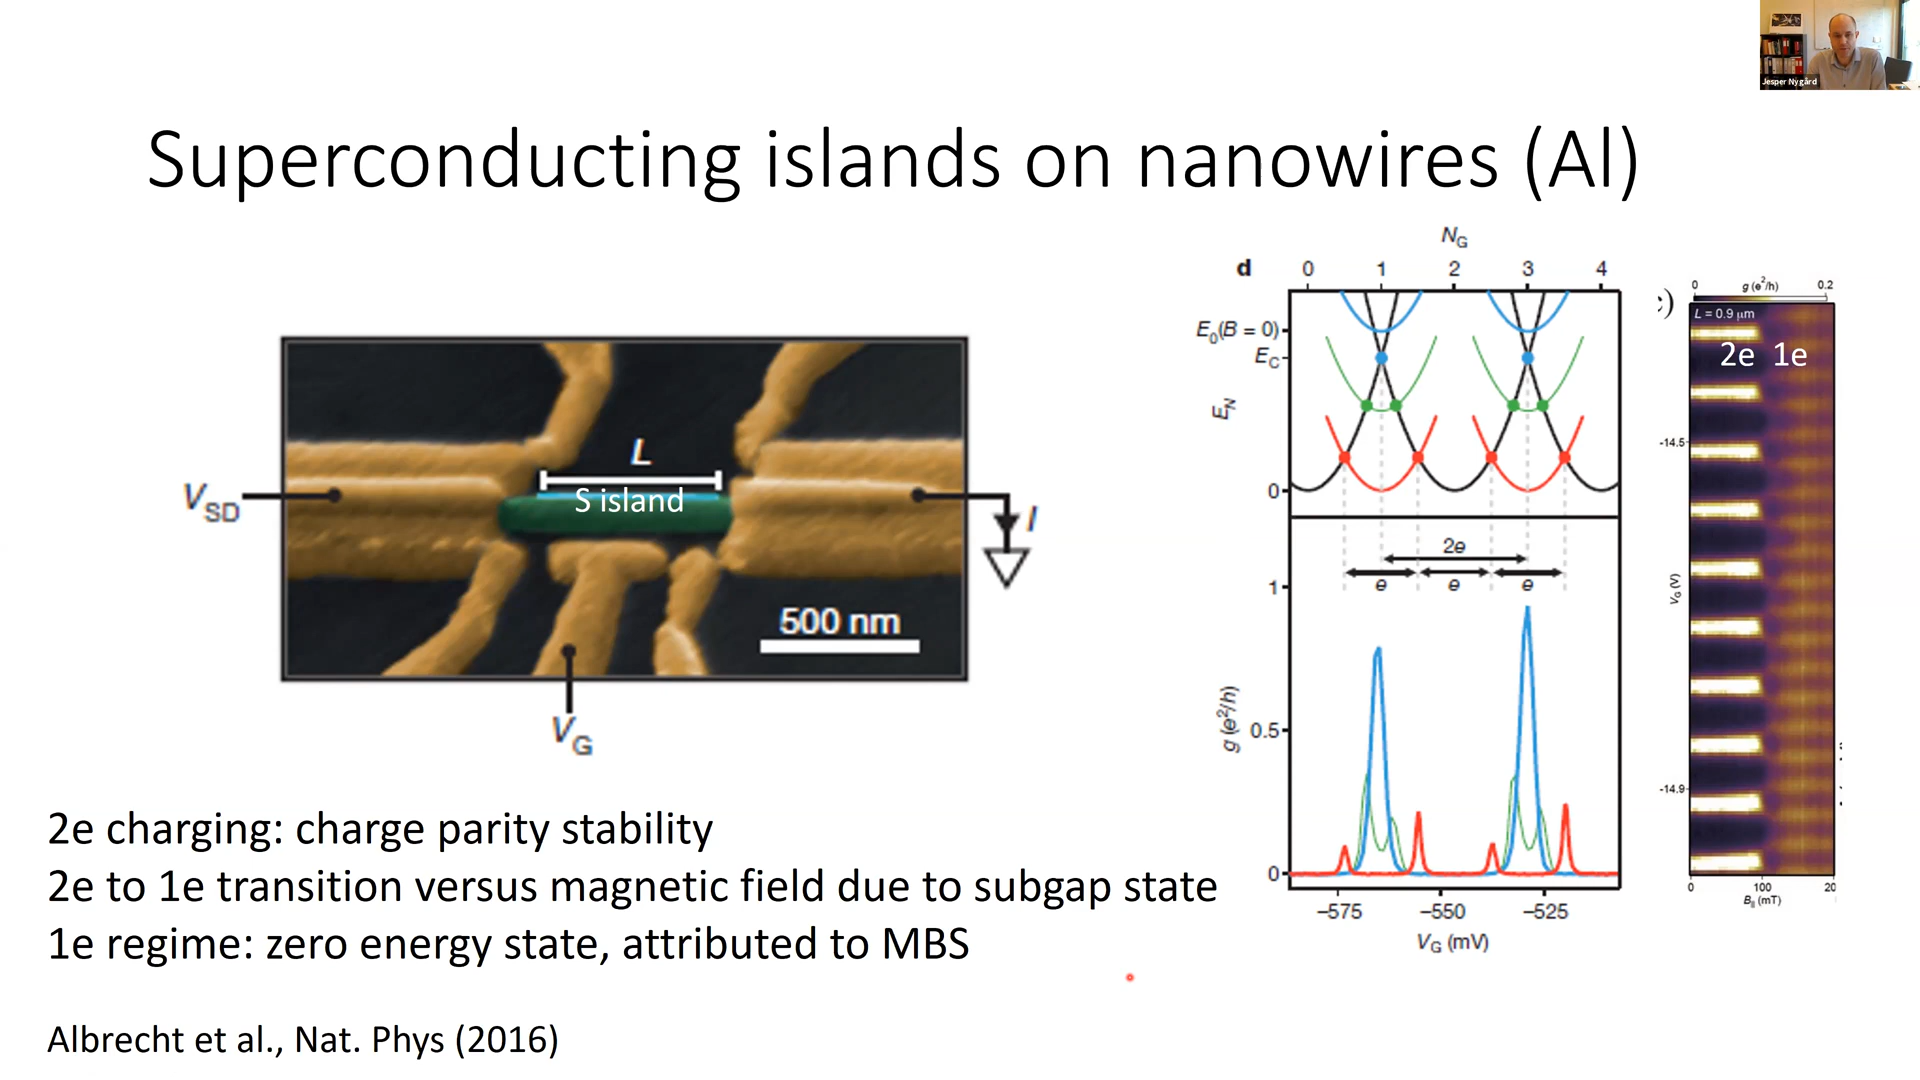 Jesper Nygård
Superconducting islands on nanowires (Al)
L
S island
V_SD
I
500 nm
V_G
N_G
d
0 1 2 3 4
E_0(B = 0)
E_C
E_N
0
2e
e e e
1
g (e²/h)
0.5
0
−575 −550 −525
V_G (mV)
0 g (e²/h) 0.2
L = 0.9 μm
2e 1e
-14.5
V_G (V)
-14.9
0 100 20
B_∥ (mT)
2e charging: charge parity stability
2e to 1e transition versus magnetic field due to subgap state
1e regime: zero energy state, attributed to MBS
Albrecht et al., Nat. Phys (2016)